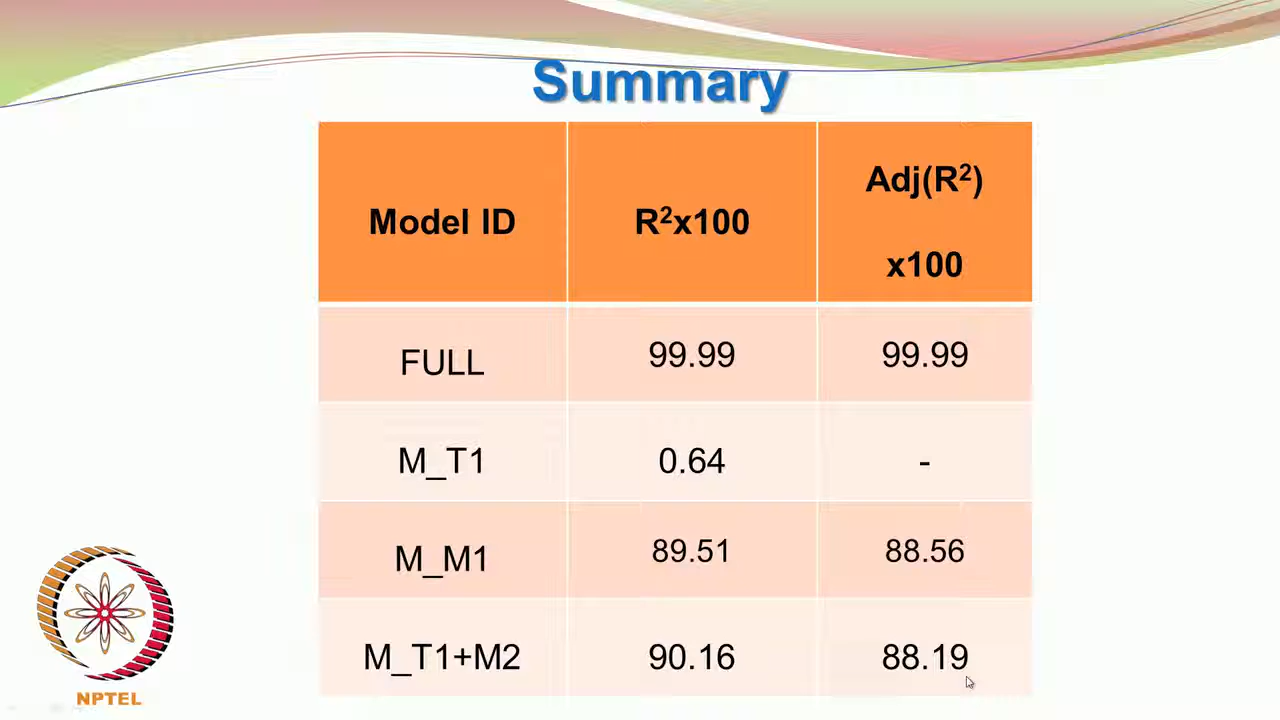 Summary
Model ID R²x100 Adj(R²) x100
FULL 99.99 99.99
M_T1 0.64 -
M_M1 89.51 88.56
M_T1+M2 90.16 88.19
NPTEL